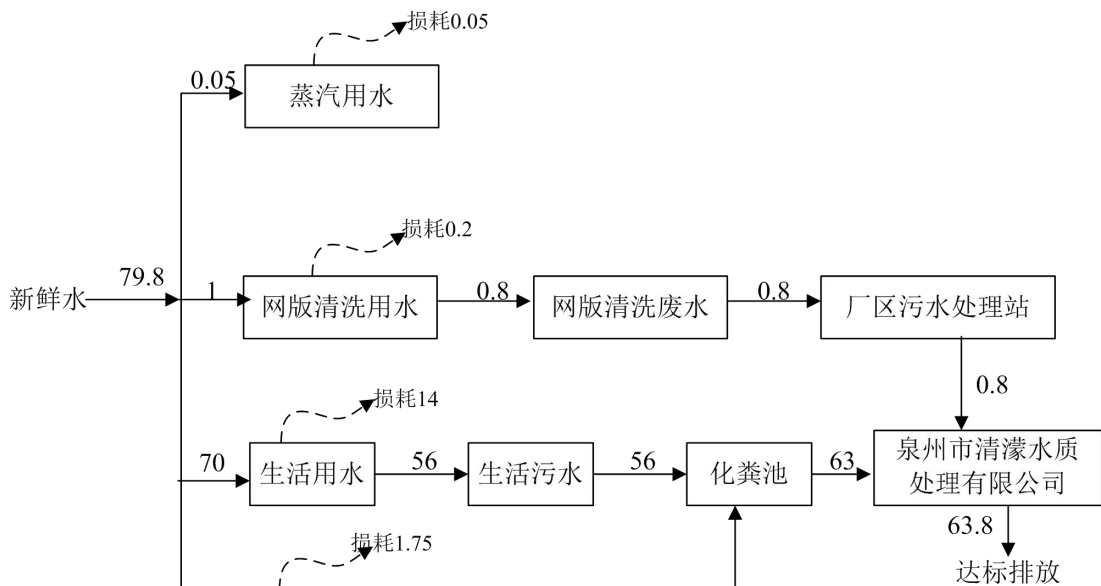 损耗0.05
0.05
蒸汽用水
损耗0.2
新鲜水
79.8
1
网版清洗用水
0.8
网版清洗废水
0.8
厂区污水处理站
0.8
损耗14
70
生活用水
56
生活污水
56
化粪池
63
泉州市清濛水质
处理有限公司
63.8
达标排放
损耗1.75